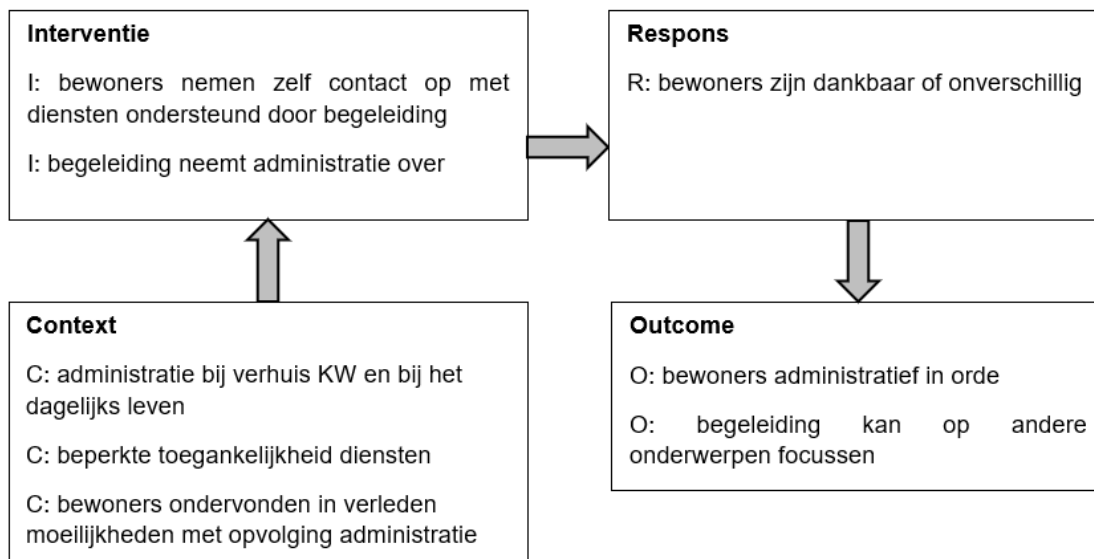 Interventie
I: bewoners nemen zelf contact op met
diensten ondersteund door begeleiding
I: begeleiding neemt administratie over
Respons
R: bewoners zijn dankbaar of onverschillig
Context
C: administratie bij verhuis KW en bij het
dagelijks leven
C: beperkte toegankelijkheid diensten
C: bewoners ondervonden in verleden
moeilijkheden met opvolging administratie
Outcome
O: bewoners administratief in orde
O: begeleiding kan op andere
onderwerpen focussen